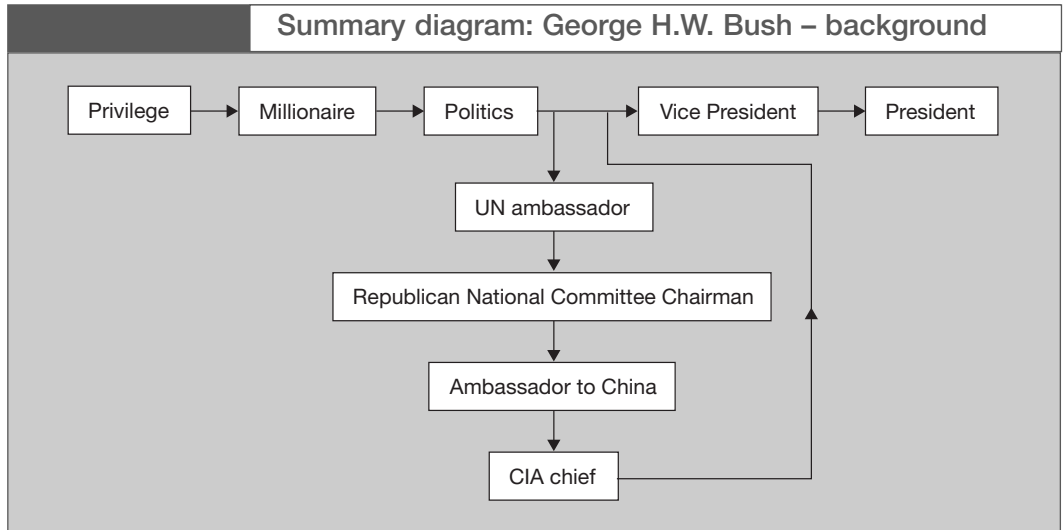 Summary diagram: George H.W. Bush – background
Privilege
Millionaire
Politics
Vice President
President
UN ambassador
Republican National Committee Chairman
Ambassador to China
CIA chief